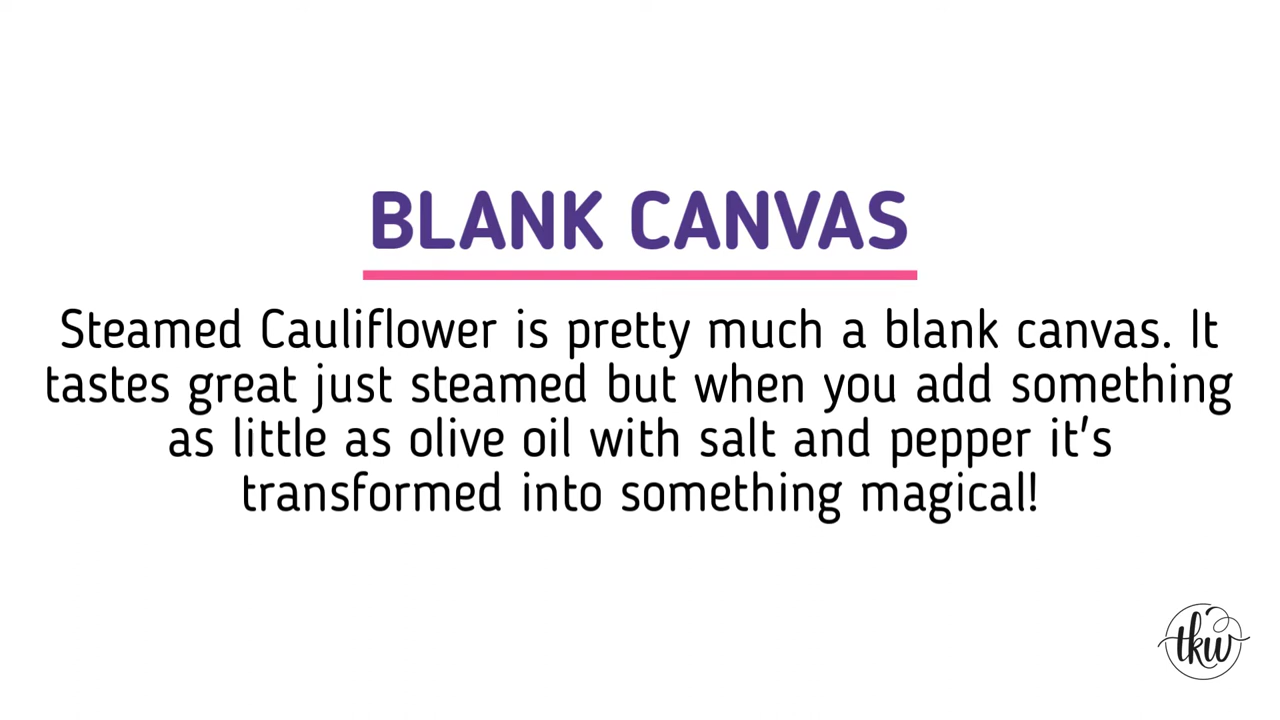 BLANK CANVAS
Steamed Cauliflower is pretty much a blank canvas. It
tastes great just steamed but when you add something
as little as olive oil with salt and pepper it's
transformed into something magical!
tkw